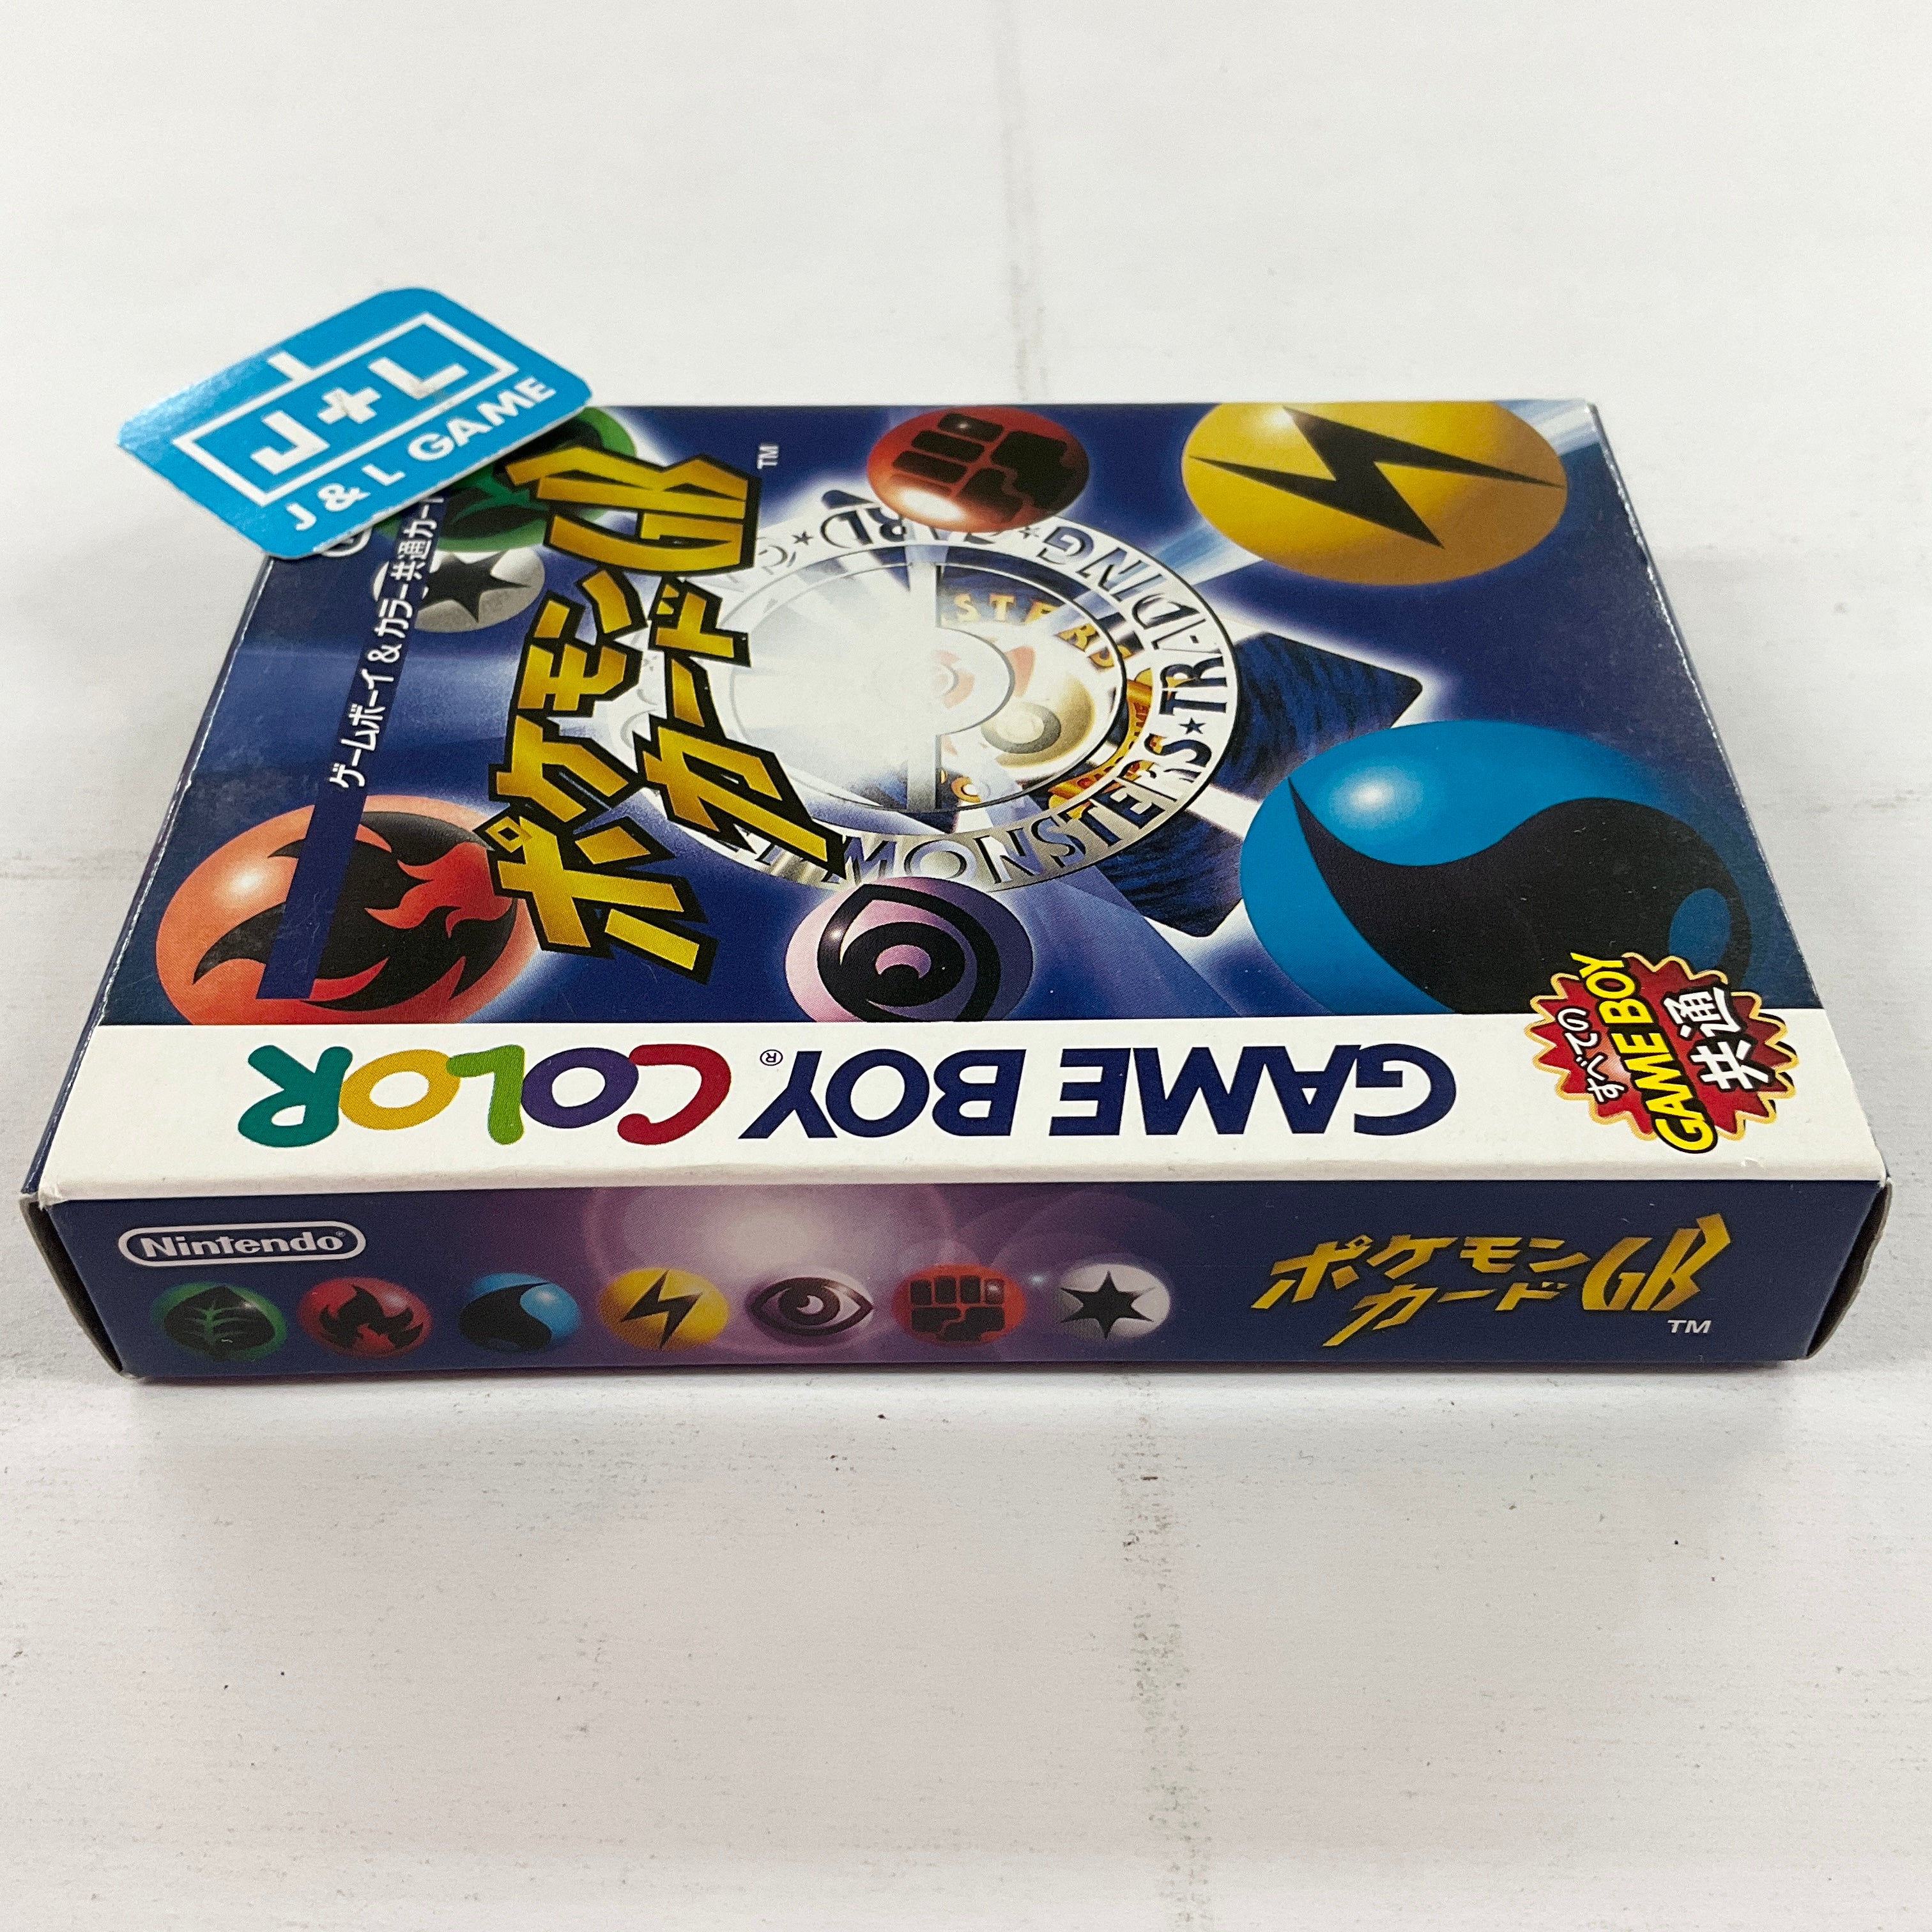 J+L
J & L GAME
ゲームボーイ&カラー共通カー
ポケモン
カードGB
TM
MONSTERS★TRADING★CARD
GAME BOY COLOR
®
すべての
GAME BOY
共通
Nintendo®
ポケモン
カードGB
TM